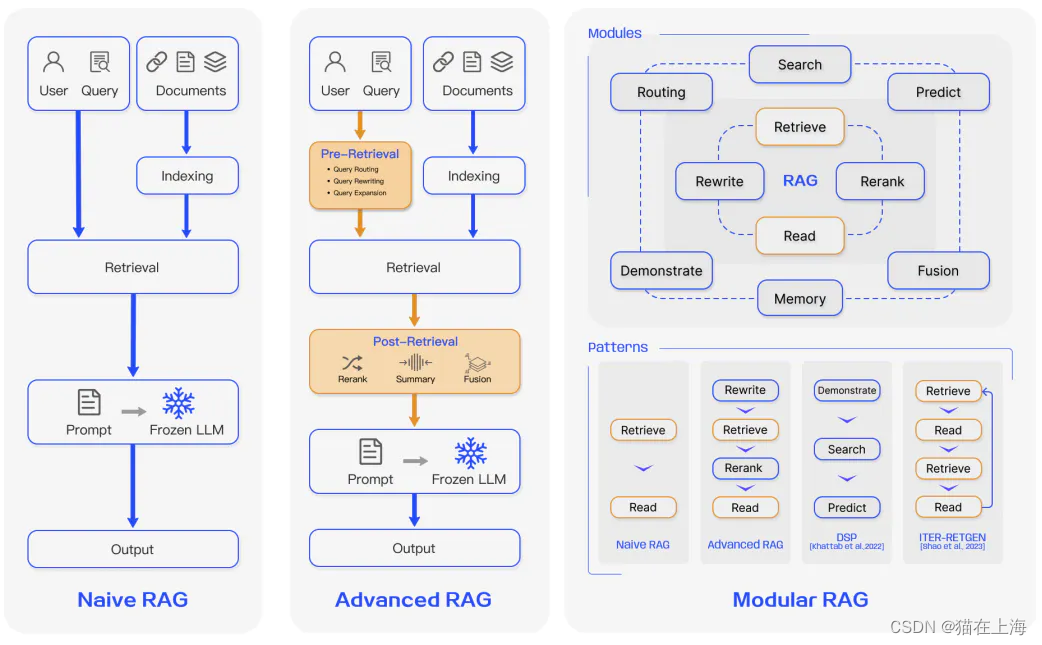 User Query
Documents
Indexing
Retrieval
Prompt
Frozen LLM
Output
Naive RAG
User Query
Documents
Pre-Retrieval
• Query Routing
• Query Rewriting
• Query Expansion
Indexing
Retrieval
Post-Retrieval
Rerank
Summary
Fusion
Prompt
Frozen LLM
Output
Advanced RAG
Modules
Search
Routing
Predict
Retrieve
Rewrite
RAG
Rerank
Read
Demonstrate
Fusion
Memory
Patterns
Retrieve
Read
Naive RAG
Rewrite
Retrieve
Rerank
Read
Advanced RAG
Demonstrate
Search
Predict
DSP
[Khattab et al.,2022]
Retrieve
Read
Retrieve
Read
ITER-RETGEN
[Shao et al., 2023]
Modular RAG
CSDN @猫在上海